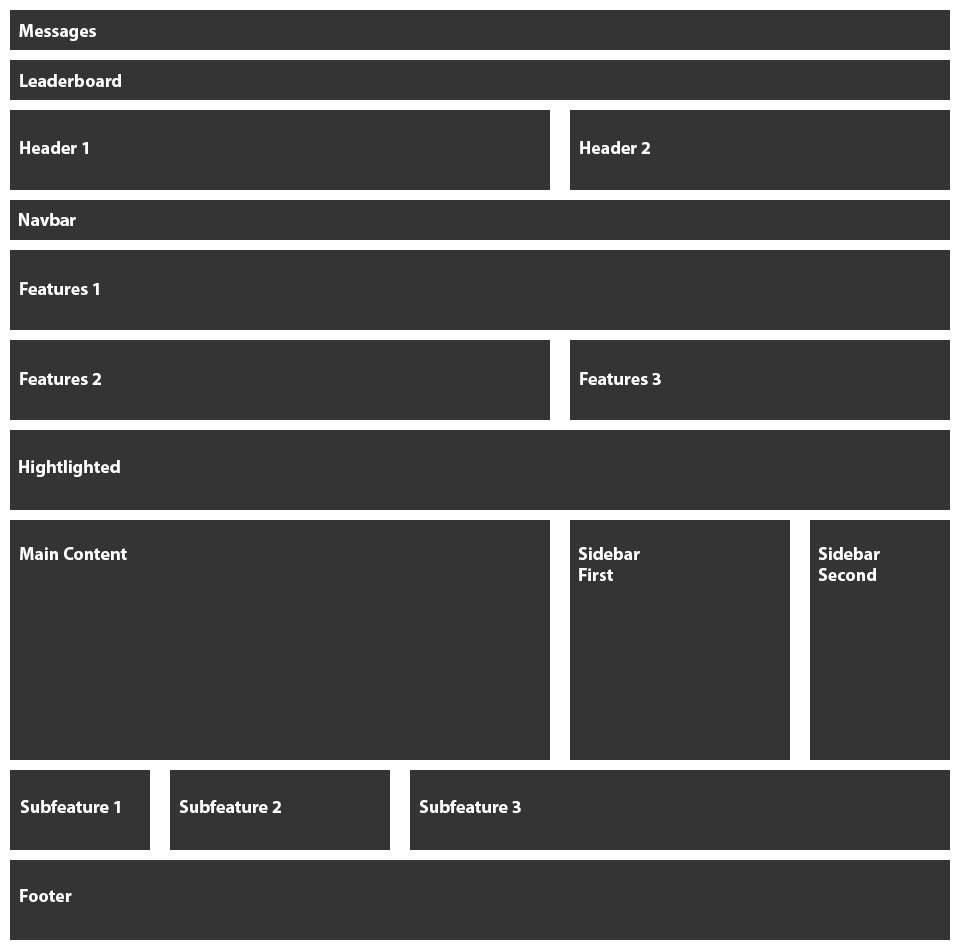 Messages
Leaderboard
Header 1
Header 2
Navbar
Features 1
Features 2
Features 3
Hightlighted
Main Content
Sidebar
First
Sidebar
Second
Subfeature 1
Subfeature 2
Subfeature 3
Footer